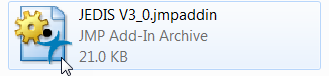 JEDIS V3_0.jmpaddin
JMP Add-In Archive
21.0 KB